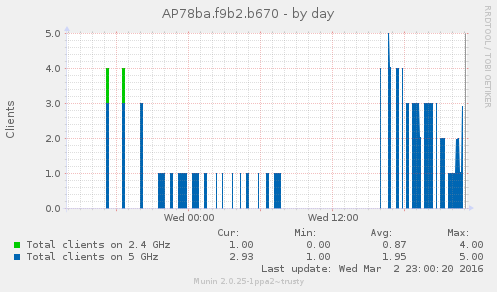 AP78ba.f9b2.b670 - by day
RRDTOOL / TOBI OETIKER
Clients
5.0
4.0
3.0
2.0
1.0
0.0
Wed 00:00
Wed 12:00
Cur: Min: Avg: Max:
Total clients on 2.4 GHz 1.00 0.00 0.87 4.00
Total clients on 5 GHz 2.93 1.00 1.95 5.00
Last update: Wed Mar 2 23:00:20 2016
Munin 2.0.25-1ppa2~trusty